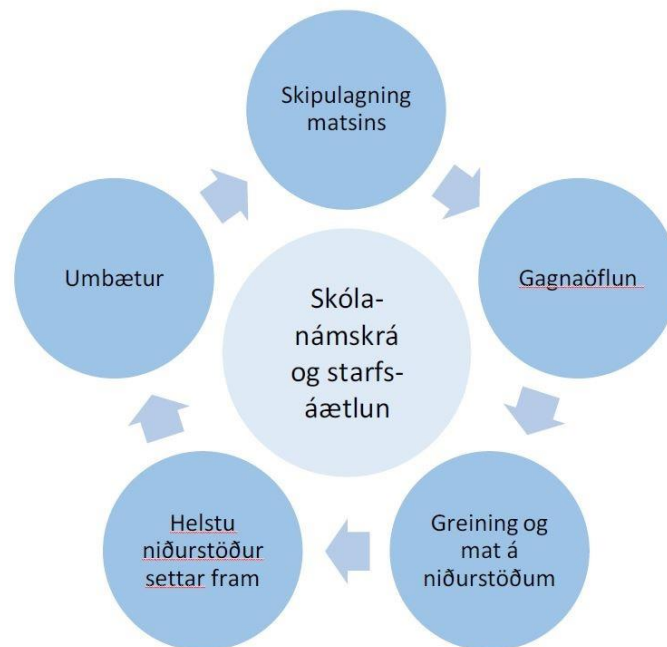 Skipulagning
matsins
Gagnaöflun
Greining og
mat á
niðurstöðum
Helstu
niðurstöður
settar fram
Umbætur
Skóla-
námskrá
og starfs-
áætlun